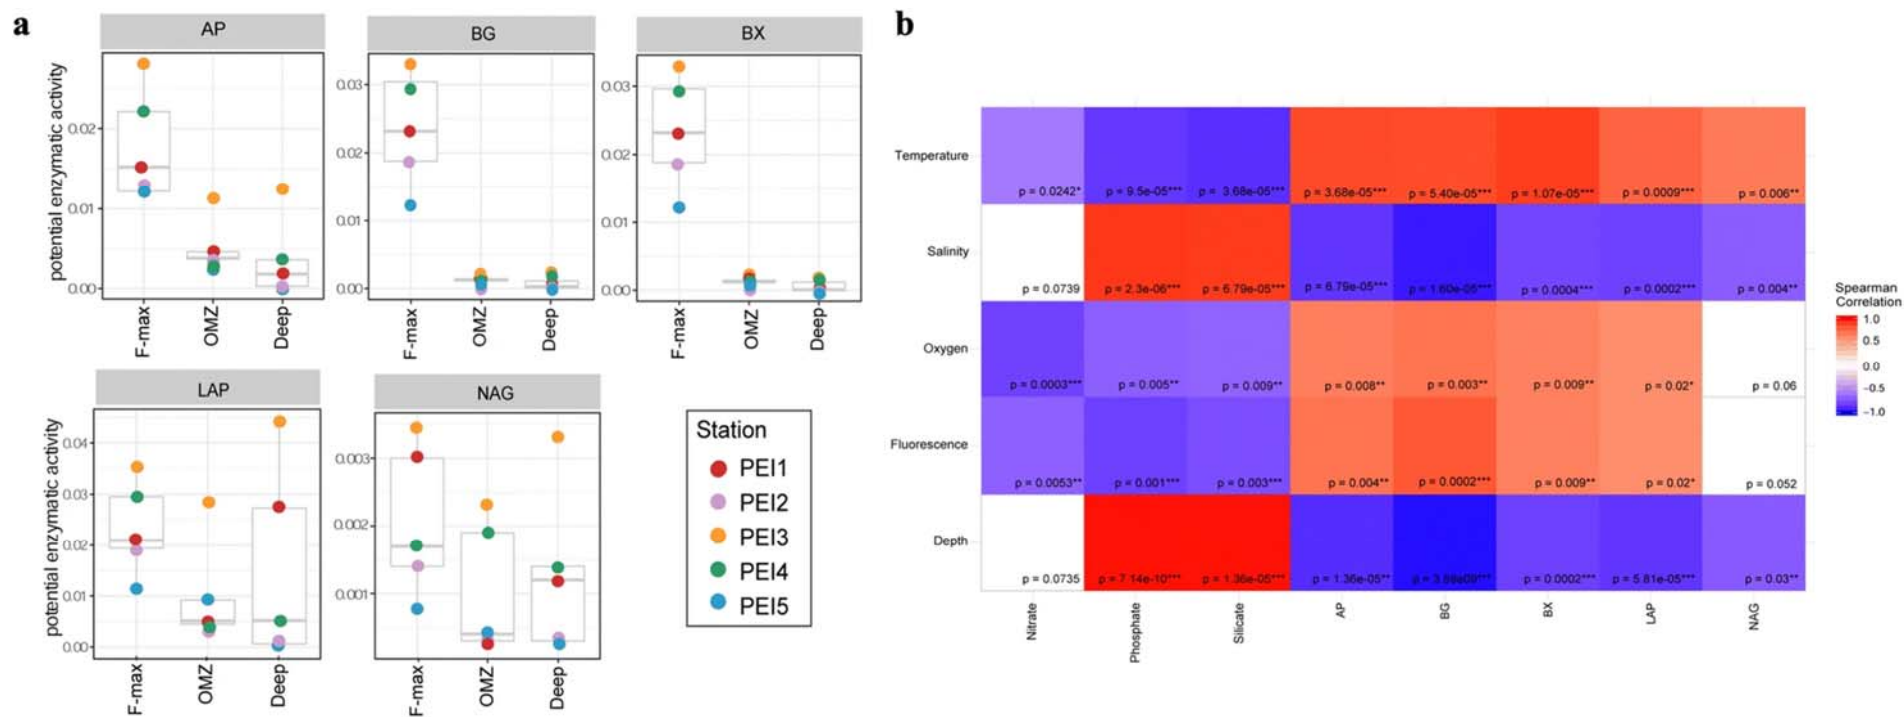 a
AP
BG
BX
potential enzymatic activity
0.02
0.01
0.00
0.03
0.02
0.01
0.00
0.03
0.02
0.01
0.00
F-max
OMZ
Deep
F-max
OMZ
Deep
F-max
OMZ
Deep
LAP
NAG
potential enzymatic activity
0.04
0.03
0.02
0.01
0.00
0.003
0.002
0.001
F-max
OMZ
Deep
F-max
OMZ
Deep
Station
PEI1
PEI2
PEI3
PEI4
PEI5
b
Temperature
p = 0.0242* p = 9.5e-05*** p = 3.68e-05*** p = 3.68e-05*** p = 5.40e-05*** p = 1.07e-05*** p = 0.0009*** p = 0.006**
Salinity
p = 0.0739 p = 2.3e-06*** p = 6.79e-05*** p = 6.79e-05*** p = 1.60e-05*** p = 0.0004*** p = 0.0002*** p = 0.004**
Oxygen
p = 0.0003*** p = 0.005** p = 0.009** p = 0.008** p = 0.003** p = 0.009** p = 0.02* p = 0.06
Fluorescence
p = 0.0053** p = 0.001*** p = 0.003*** p = 0.004** p = 0.0002*** p = 0.009** p = 0.02* p = 0.052
Depth
p = 0.0735 p = 7.14e-10*** p = 1.36e-05*** p = 1.36e-05** p = 0.0002*** p = 5.81e-05*** p = 0.03**
Nitrate
Phosphate
Silicate
AP
BG
BX
LAP
NAG
Spearman
Correlation
1.0
0.5
0.0
−0.5
−1.0